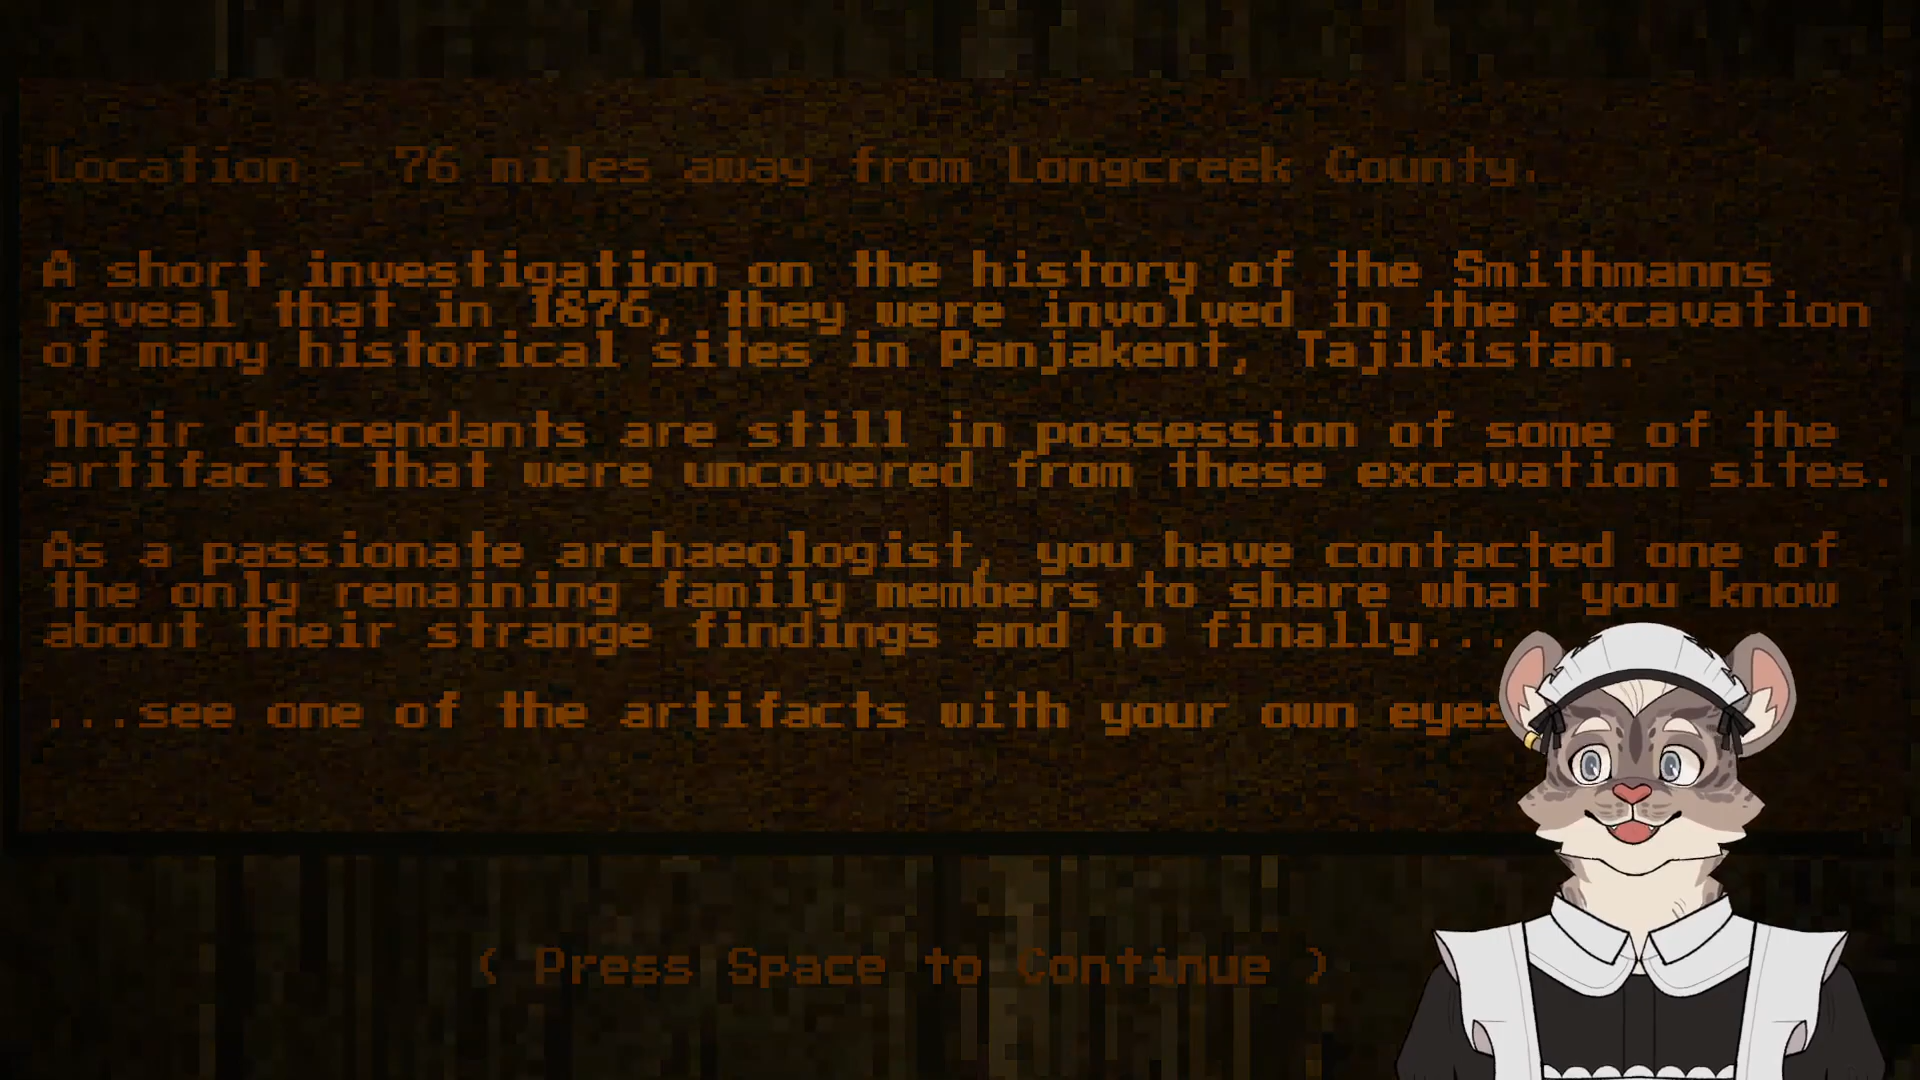 Location - 76 miles away from Longcreek County.
A short investigation on the history of the Smithmanns
reveal that in 1876, they were involved in the excavation
of many historical sites in Panjakent, Tajikistan.
Their descendants are still in possession of some of the
artifacts that were uncovered from these excavation sites.
As a passionate archaeologist, you have contacted one of
the only remaining family members to share what you know
about their strange findings and to finally...
...see one of the artifacts with your own eyes
( Press Space to Continue )